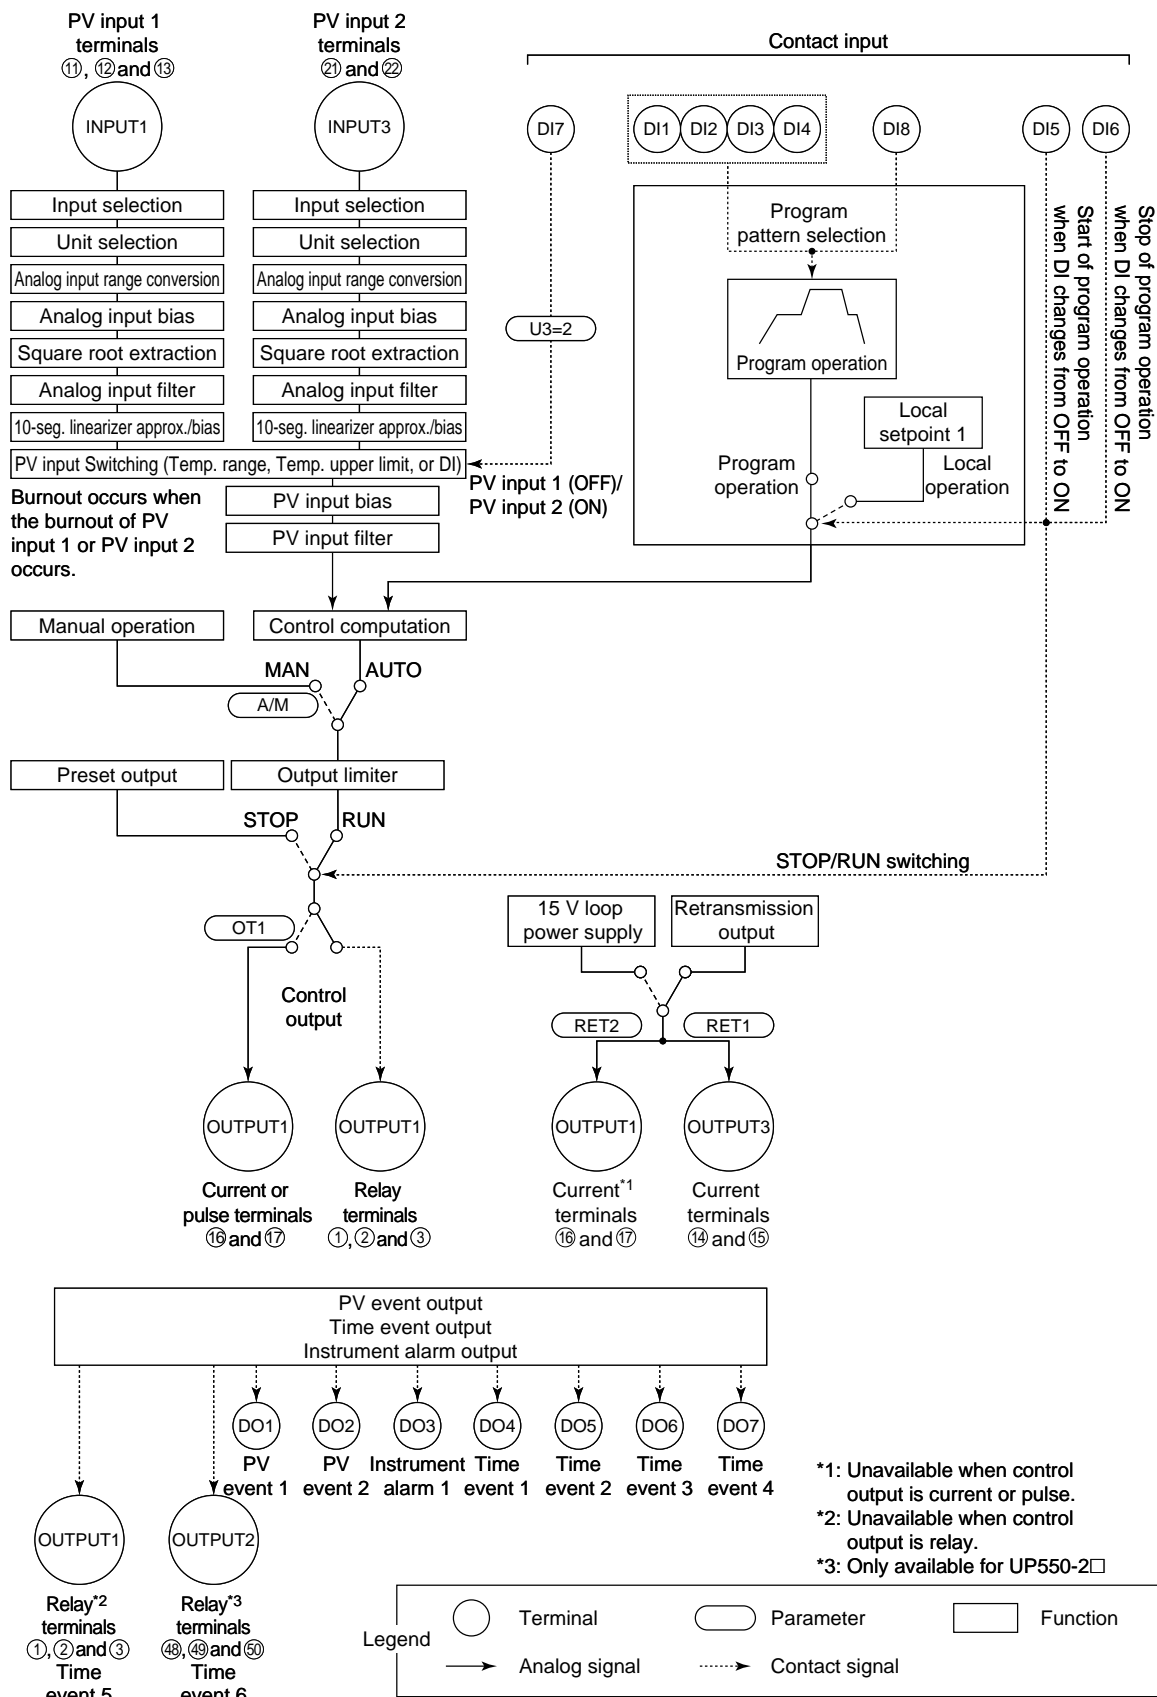 PV input 1
terminals
⑪, ⑫ and ⑬
INPUT1
PV input 2
terminals
㉑ and ㉒
INPUT3
Contact input
DI7
DI1
DI2
DI3
DI4
DI8
DI5
DI6
Input selection
Unit selection
Analog input range conversion
Analog input bias
Square root extraction
Analog input filter
10-seg. linearizer approx./bias
Input selection
Unit selection
Analog input range conversion
Analog input bias
Square root extraction
Analog input filter
10-seg. linearizer approx./bias
U3=2
Program
pattern selection
Program operation
Local
setpoint 1
Program
operation
Local
operation
Start of program operation
when DI changes from OFF to ON
Stop of program operation
when DI changes from OFF to ON
PV input Switching (Temp. range, Temp. upper limit, or DI)
PV input 1 (OFF)/
PV input 2 (ON)
Burnout occurs when
the burnout of PV
input 1 or PV input 2
occurs.
PV input bias
PV input filter
Manual operation
Control computation
MAN
AUTO
A/M
Preset output
Output limiter
STOP
RUN
STOP/RUN switching
OT1
Control
output
15 V loop
power supply
Retransmission
output
RET2
RET1
OUTPUT1
OUTPUT1
OUTPUT1
OUTPUT3
Current or
pulse terminals
⑯ and ⑰
Relay
terminals
①, ② and ③
Current*1
terminals
⑯ and ⑰
Current
terminals
⑭ and ⑮
PV event output
Time event output
Instrument alarm output
DO1
DO2
DO3
DO4
DO5
DO6
DO7
PV
event 1
PV
event 2
Instrument
alarm 1
Time
event 1
Time
event 2
Time
event 3
Time
event 4
OUTPUT1
OUTPUT2
Relay*2
terminals
①, ② and ③
Time
event 5
Relay*3
terminals
㊽, ㊾ and ㊿
Time
event 6
*1: Unavailable when control
output is current or pulse.
*2: Unavailable when control
output is relay.
*3: Only available for UP550-2□
Legend
Terminal
Parameter
Function
Analog signal
Contact signal